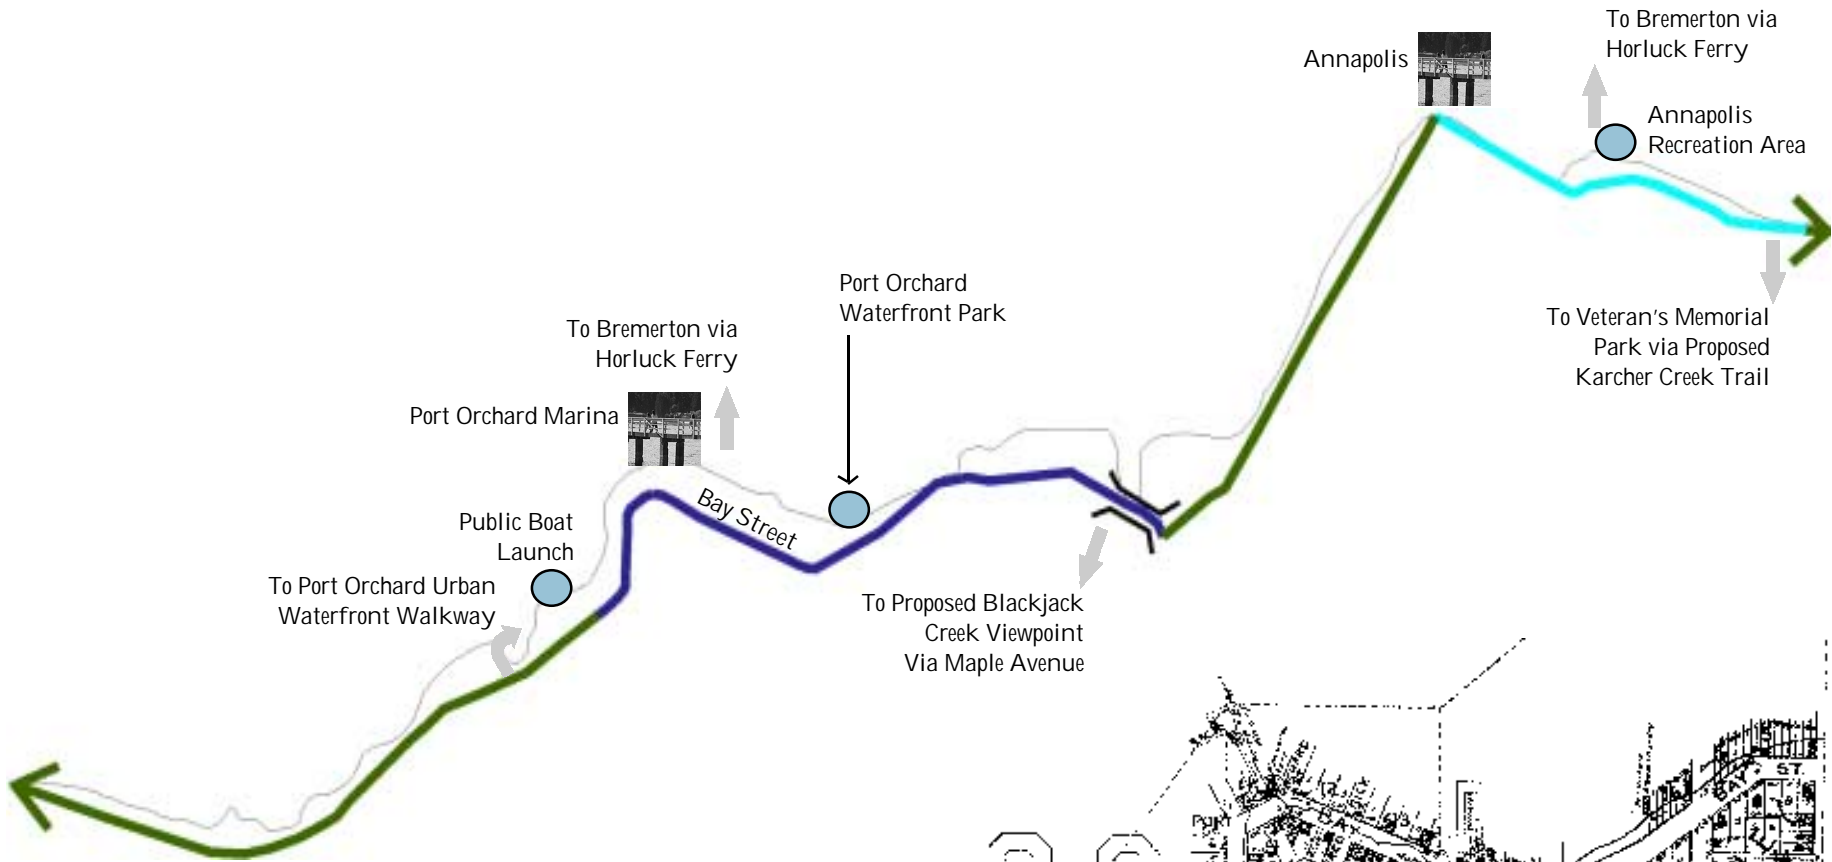 To Bremerton via
Horluck Ferry
Annapolis
Annapolis
Recreation Area
Port Orchard
Waterfront Park
To Veteran's Memorial
Park via Proposed
Karcher Creek Trail
To Bremerton via
Horluck Ferry
Port Orchard Marina
Bay Street
Public Boat
Launch
To Port Orchard Urban
Waterfront Walkway
To Proposed Blackjack
Creek Viewpoint
Via Maple Avenue
ST.
PORT